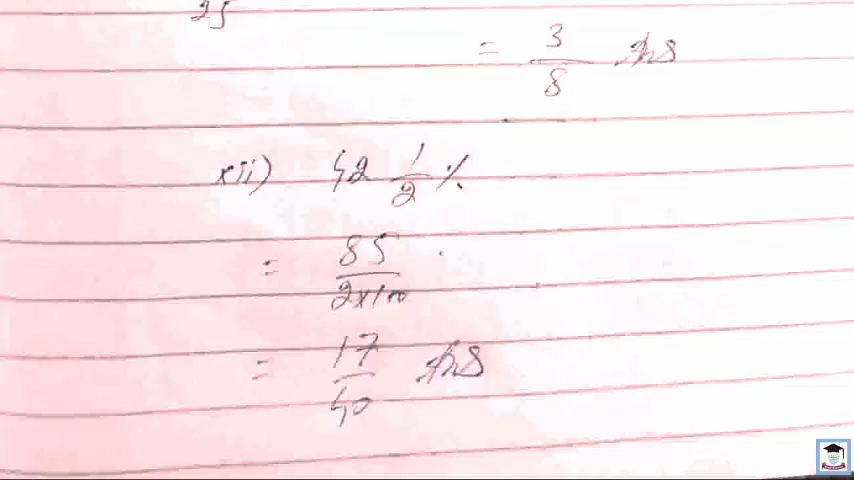 25
= 3/8 Ans
xii) 42 1/2 %
= 85/2×100
= 17/40 Ans